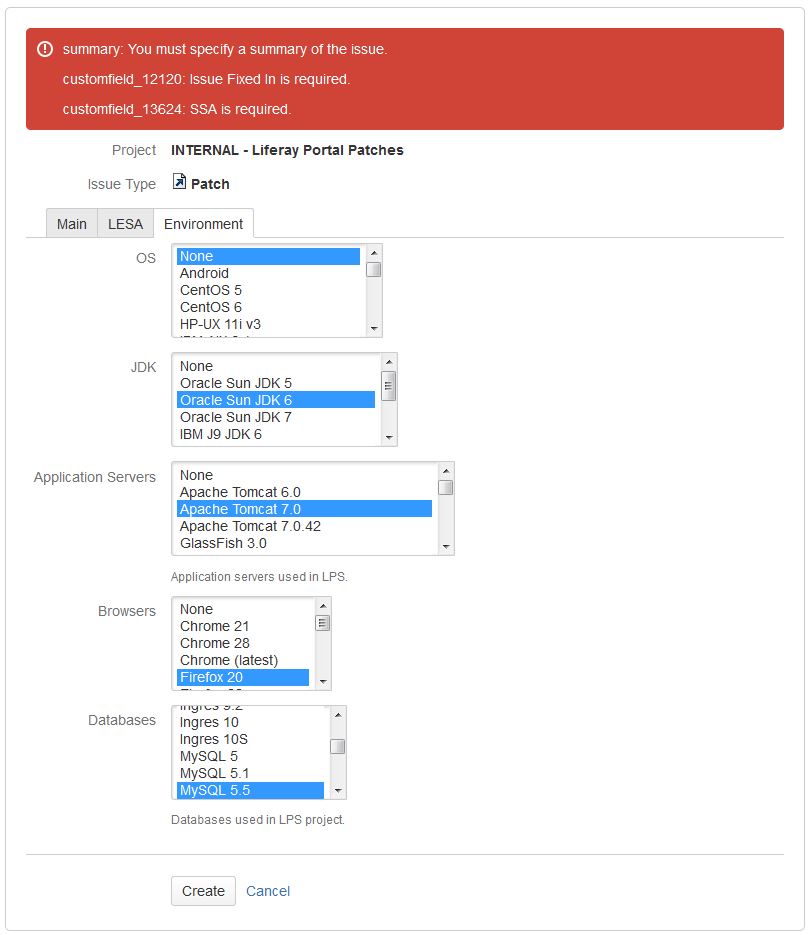 summary: You must specify a summary of the issue.
customfield_12120: Issue Fixed In is required.
customfield_13624: SSA is required.
Project INTERNAL - Liferay Portal Patches
Issue Type Patch
Main LESA Environment
OS None
Android
CentOS 5
CentOS 6
HP-UX 11i v3
JDK None
Oracle Sun JDK 5
Oracle Sun JDK 6
Oracle Sun JDK 7
IBM J9 JDK 6
Application Servers None
Apache Tomcat 6.0
Apache Tomcat 7.0
Apache Tomcat 7.0.42
GlassFish 3.0
Application servers used in LPS.
Browsers None
Chrome 21
Chrome 28
Chrome (latest)
Firefox 20
Ingres 9.2
Databases Ingres 10
Ingres 10S
MySQL 5
MySQL 5.1
MySQL 5.5
Databases used in LPS project.
Create Cancel